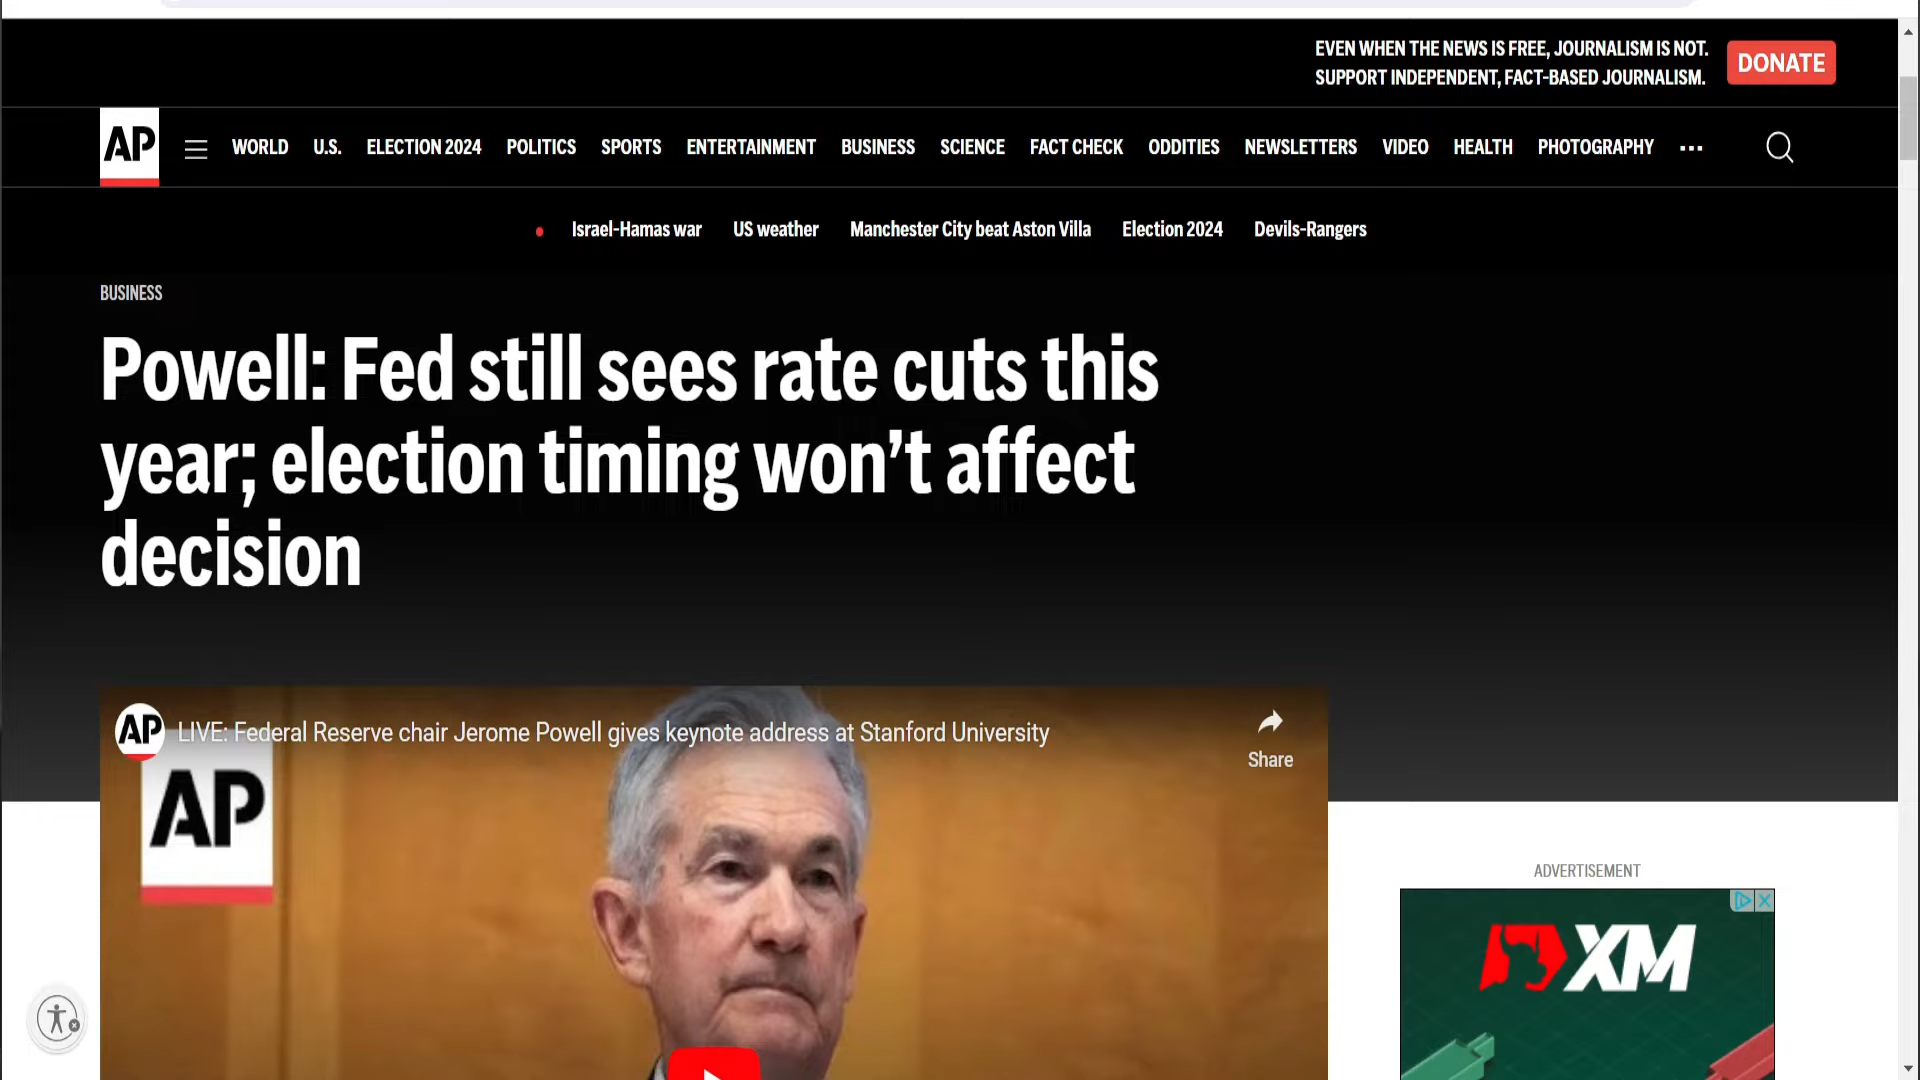 EVEN WHEN THE NEWS IS FREE, JOURNALISM IS NOT.
SUPPORT INDEPENDENT, FACT-BASED JOURNALISM.
DONATE
AP
WORLD U.S. ELECTION 2024 POLITICS SPORTS ENTERTAINMENT BUSINESS SCIENCE FACT CHECK ODDITIES NEWSLETTERS VIDEO HEALTH PHOTOGRAPHY ...
Israel-Hamas war US weather Manchester City beat Aston Villa Election 2024 Devils-Rangers
BUSINESS
Powell: Fed still sees rate cuts this
year; election timing won’t affect
decision
AP LIVE: Federal Reserve chair Jerome Powell gives keynote address at Stanford University
Share
AP
ADVERTISEMENT
XM